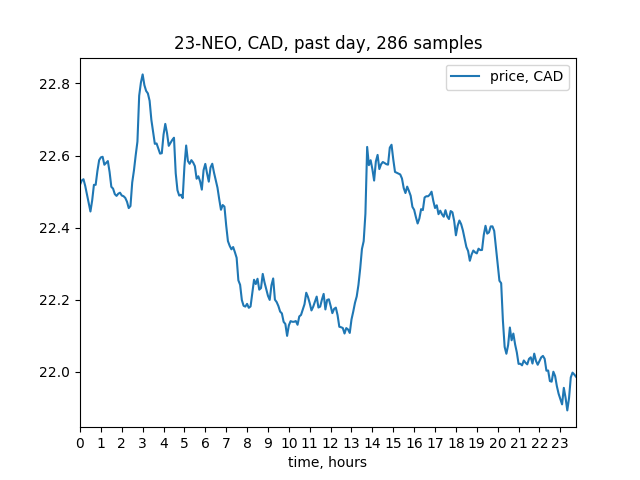 23-NEO, CAD, past day, 286 samples
price, CAD
22.8
22.6
22.4
22.2
22.0
0 1 2 3 4 5 6 7 8 9 10 11 12 13 14 15 16 17 18 19 20 21 22 23
time, hours